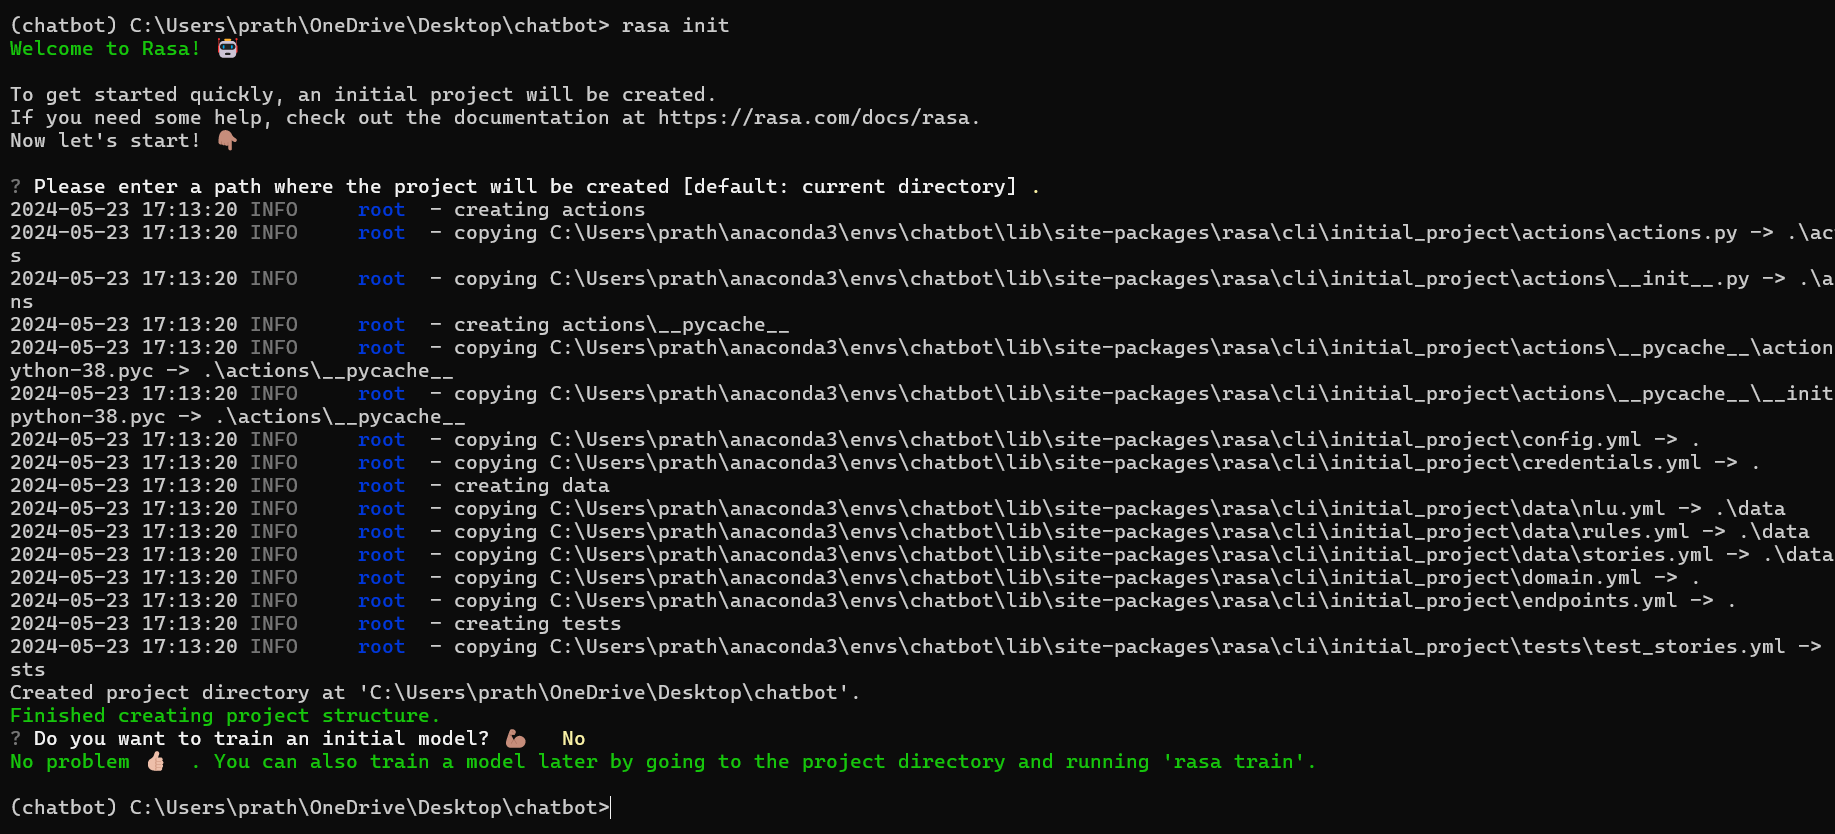 (chatbot) C:\Users\prath\OneDrive\Desktop\chatbot> rasa init
Welcome to Rasa! 🤖
To get started quickly, an initial project will be created.
If you need some help, check out the documentation at https://rasa.com/docs/rasa.
Now let's start! 👇🏽
? Please enter a path where the project will be created [default: current directory] .
2024-05-23 17:13:20 INFO     root  - creating actions
2024-05-23 17:13:20 INFO     root  - copying C:\Users\prath\anaconda3\envs\chatbot\lib\site-packages\rasa\cli\initial_project\actions\actions.py -> .\ac
s
2024-05-23 17:13:20 INFO     root  - copying C:\Users\prath\anaconda3\envs\chatbot\lib\site-packages\rasa\cli\initial_project\actions\__init__.py -> .\a
ns
2024-05-23 17:13:20 INFO     root  - creating actions\__pycache__
2024-05-23 17:13:20 INFO     root  - copying C:\Users\prath\anaconda3\envs\chatbot\lib\site-packages\rasa\cli\initial_project\actions\__pycache__\action
ython-38.pyc -> .\actions\__pycache__
2024-05-23 17:13:20 INFO     root  - copying C:\Users\prath\anaconda3\envs\chatbot\lib\site-packages\rasa\cli\initial_project\actions\__pycache__\__init
python-38.pyc -> .\actions\__pycache__
2024-05-23 17:13:20 INFO     root  - copying C:\Users\prath\anaconda3\envs\chatbot\lib\site-packages\rasa\cli\initial_project\config.yml -> .
2024-05-23 17:13:20 INFO     root  - copying C:\Users\prath\anaconda3\envs\chatbot\lib\site-packages\rasa\cli\initial_project\credentials.yml -> .
2024-05-23 17:13:20 INFO     root  - creating data
2024-05-23 17:13:20 INFO     root  - copying C:\Users\prath\anaconda3\envs\chatbot\lib\site-packages\rasa\cli\initial_project\data\nlu.yml -> .\data
2024-05-23 17:13:20 INFO     root  - copying C:\Users\prath\anaconda3\envs\chatbot\lib\site-packages\rasa\cli\initial_project\data\rules.yml -> .\data
2024-05-23 17:13:20 INFO     root  - copying C:\Users\prath\anaconda3\envs\chatbot\lib\site-packages\rasa\cli\initial_project\data\stories.yml -> .\data
2024-05-23 17:13:20 INFO     root  - copying C:\Users\prath\anaconda3\envs\chatbot\lib\site-packages\rasa\cli\initial_project\domain.yml -> .
2024-05-23 17:13:20 INFO     root  - copying C:\Users\prath\anaconda3\envs\chatbot\lib\site-packages\rasa\cli\initial_project\endpoints.yml -> .
2024-05-23 17:13:20 INFO     root  - creating tests
2024-05-23 17:13:20 INFO     root  - copying C:\Users\prath\anaconda3\envs\chatbot\lib\site-packages\rasa\cli\initial_project\tests\test_stories.yml ->
sts
Created project directory at 'C:\Users\prath\OneDrive\Desktop\chatbot'.
Finished creating project structure.
? Do you want to train an initial model? 💪🏽   No
No problem 👍🏼  . You can also train a model later by going to the project directory and running 'rasa train'.
(chatbot) C:\Users\prath\OneDrive\Desktop\chatbot>